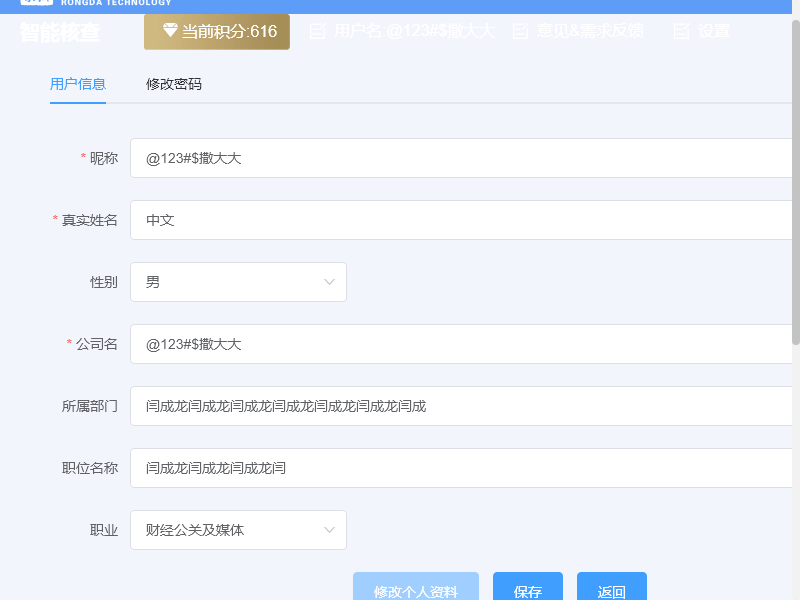 RONGDA TECHNOLOGY
智能核查
当前积分:616
用户名:@123#$撒大大
意见&需求反馈
设置
用户信息
修改密码
* 昵称
@123#$撒大大
* 真实姓名
中文
性别
男
* 公司名
@123#$撒大大
所属部门
闫成龙闫成龙闫成龙闫成龙闫成龙闫成龙闫成
职位名称
闫成龙闫成龙闫成龙闫
职业
财经公关及媒体
修改个人资料
保存
返回